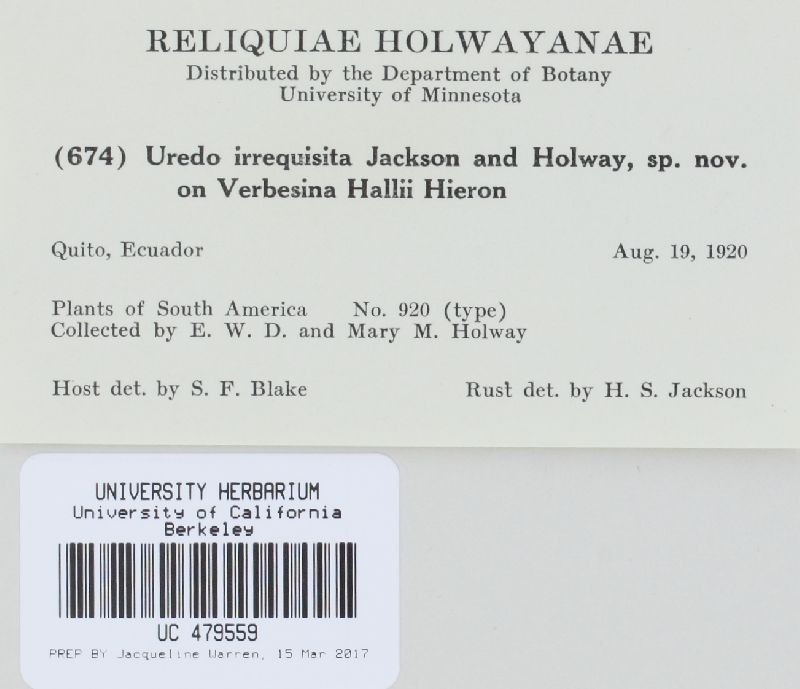 RELIQUIAE HOLWAYANAE
Distributed by the Department of Botany
University of Minnesota
(674) Uredo irrequisita Jackson and Holway, sp. nov.
on Verbesina Hallii Hieron
Quito, Ecuador Aug. 19, 1920
Plants of South America No. 920 (type)
Collected by E. W. D. and Mary M. Holway
Host det. by S. F. Blake Rust det. by H. S. Jackson
UNIVERSITY HERBARIUM
University of California
Berkeley
UC 479559
PREP BY Jacqueline Warren, 15 Mar 2017